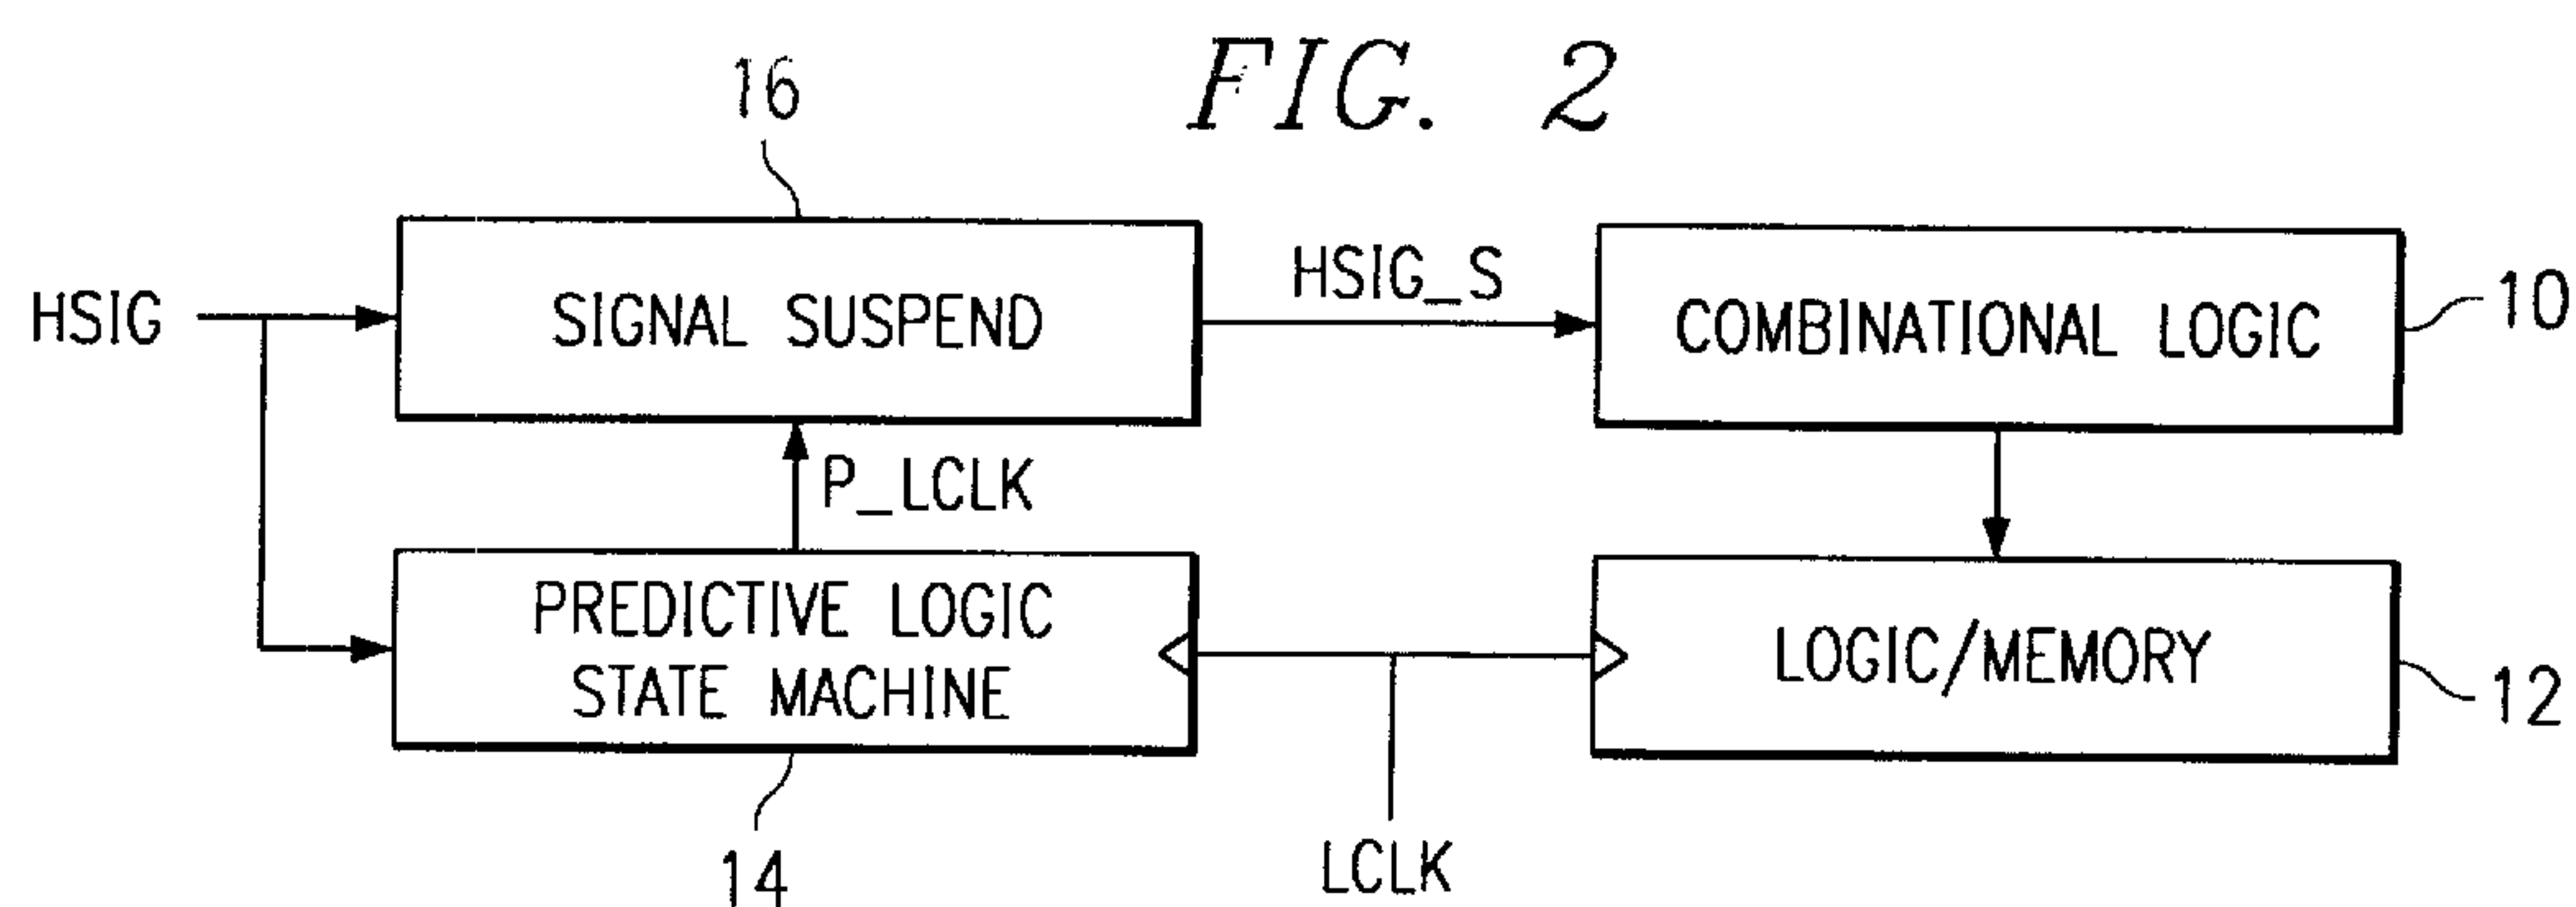 FIG. 2
16
HSIG
SIGNAL SUSPEND
HSIG_S
COMBINATIONAL LOGIC
10
P_LCLK
PREDICTIVE LOGIC
STATE MACHINE
LOGIC/MEMORY
12
14
LCLK